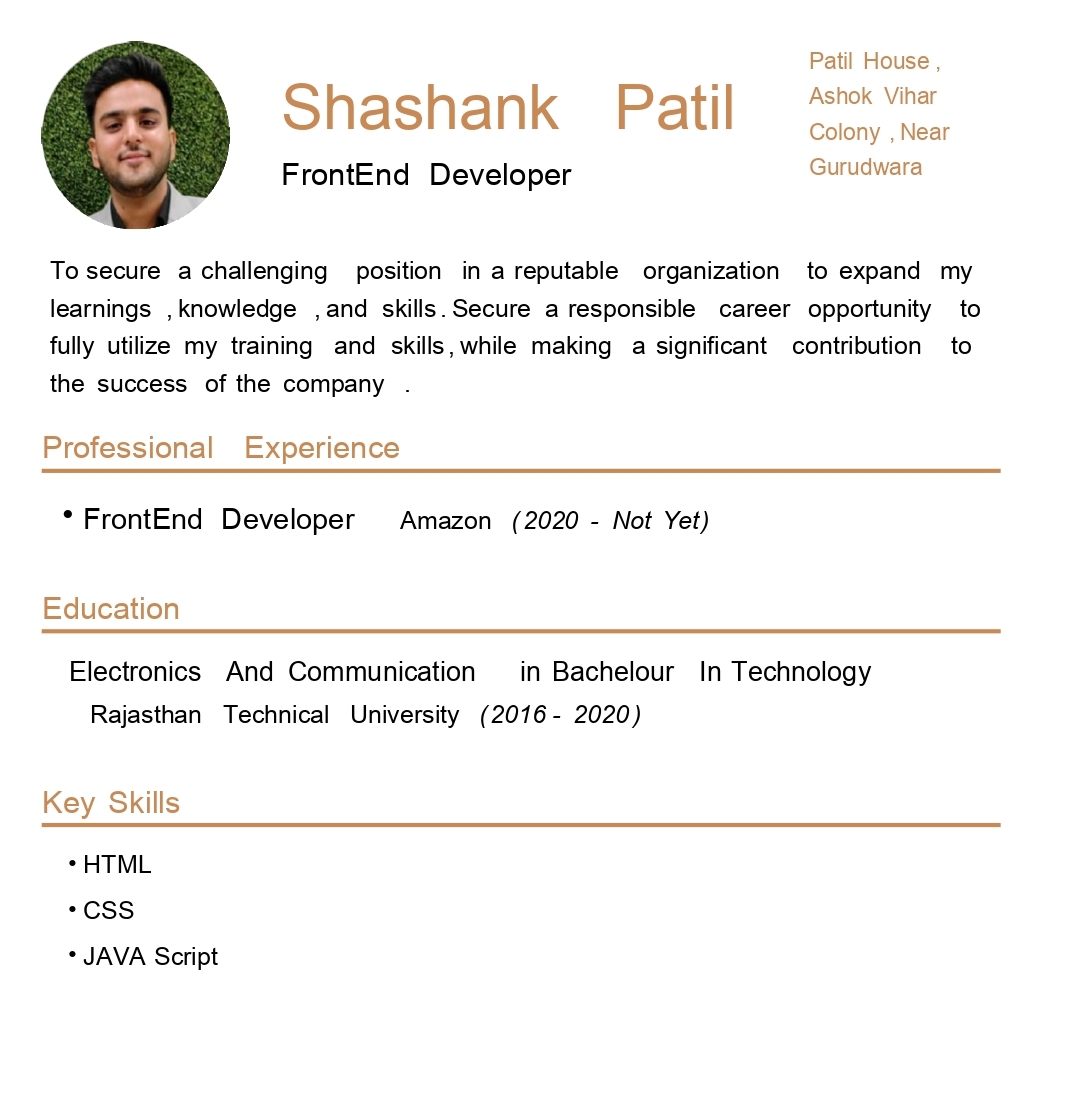 Shashank Patil
FrontEnd Developer
Patil House ,
Ashok Vihar
Colony , Near
Gurudwara
To secure a challenging position in a reputable organization to expand my
learnings , knowledge , and skills. Secure a responsible career opportunity to
fully utilize my training and skills, while making a significant contribution to
the success of the company .
Professional Experience
• FrontEnd Developer Amazon (2020 - Not Yet)
Education
Electronics And Communication in Bachelour In Technology
Rajasthan Technical University (2016 - 2020)
Key Skills
• HTML
• CSS
• JAVA Script